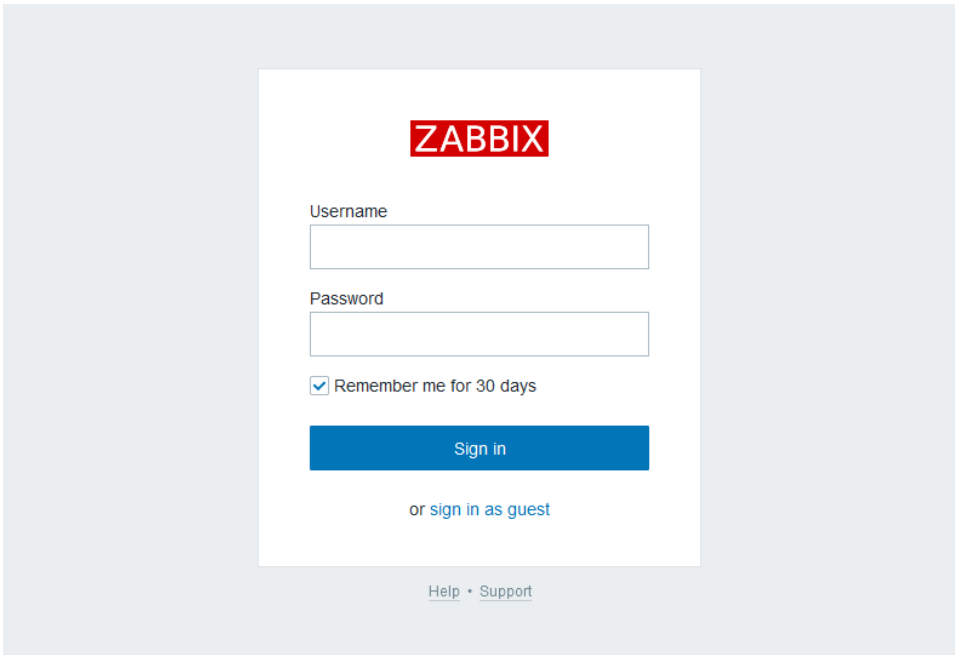 ZABBIX
Username
Password
Remember me for 30 days
Sign in
or sign in as guest
Help • Support